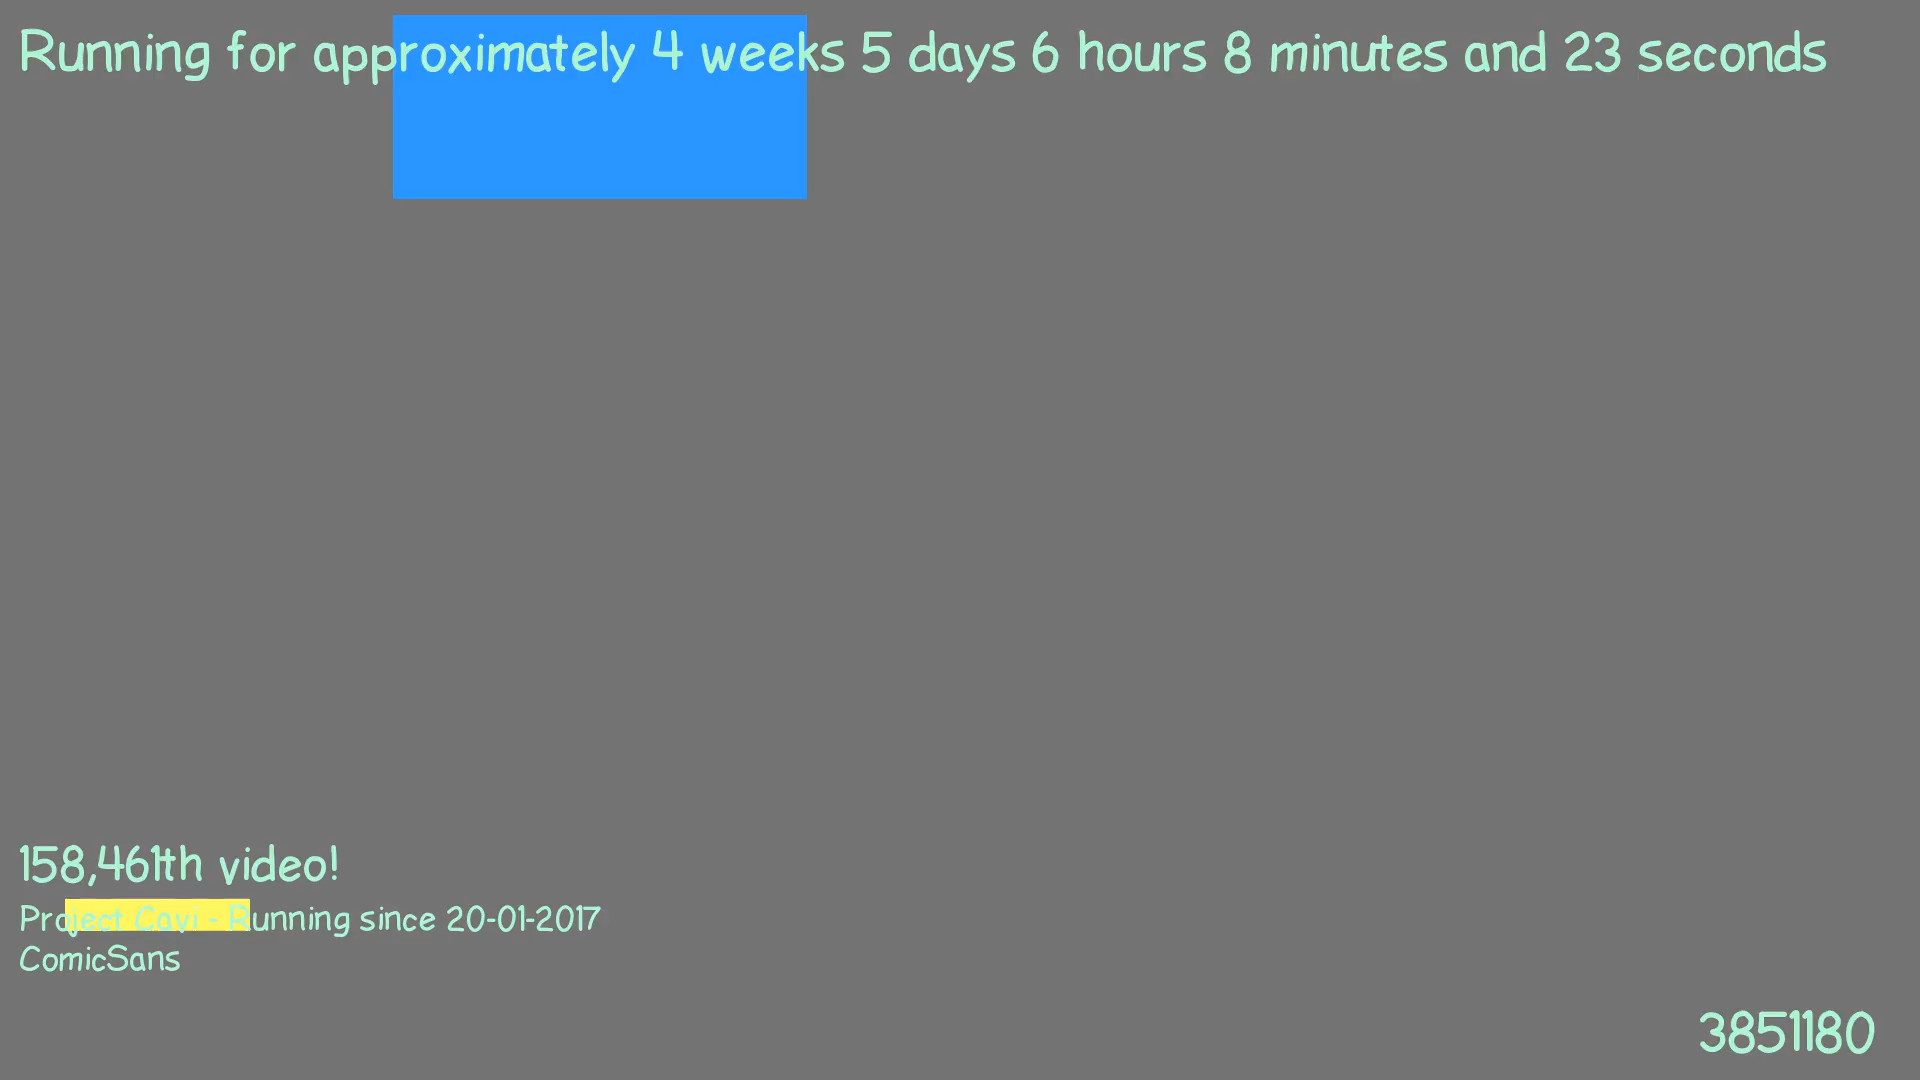 Running for approximately 4 weeks 5 days 6 hours 8 minutes and 23 seconds
158,461th video!
Project Cavi - Running since 20-01-2017
ComicSans
3851180